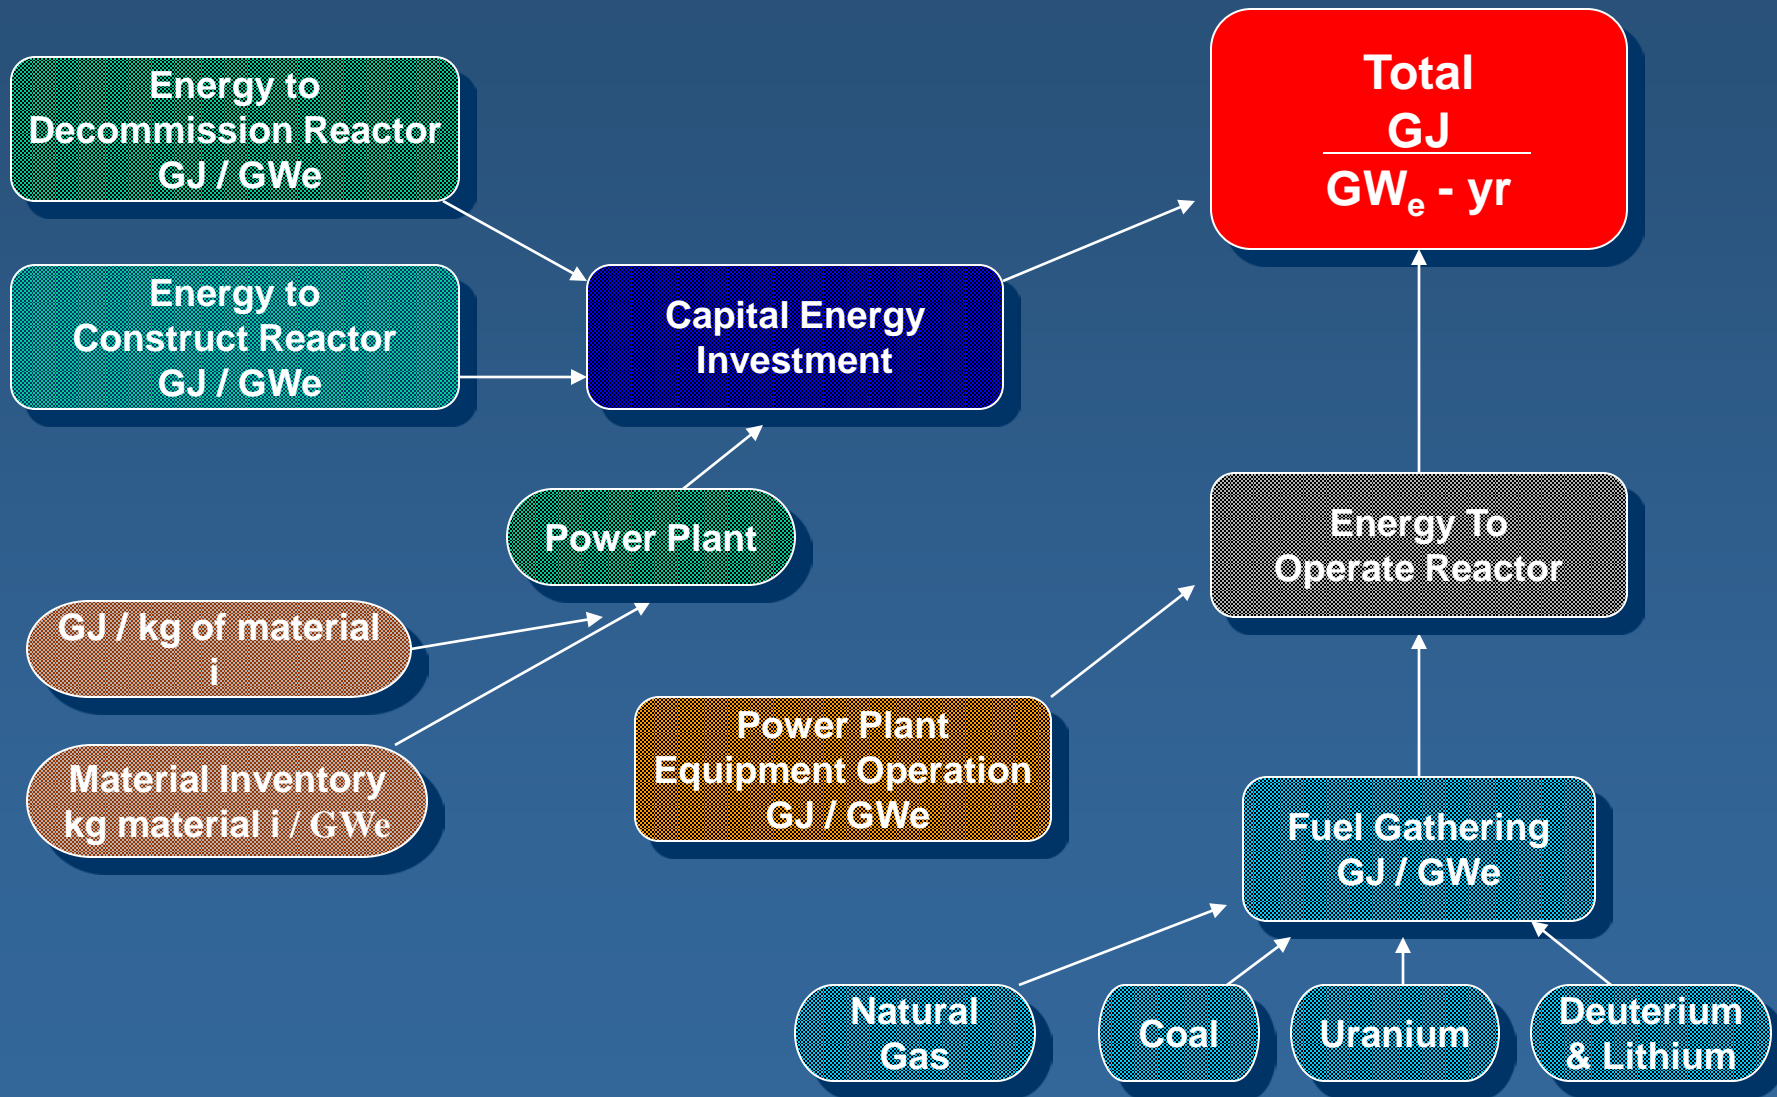 Energy to
Decommission Reactor
GJ / GWe
Total
GJ
GWe - yr
Energy to
Construct Reactor
GJ / GWe
Capital Energy
Investment
Power Plant
Energy To
Operate Reactor
GJ / kg of material
i
Material Inventory
kg material i / GWe
Power Plant
Equipment Operation
GJ / GWe
Fuel Gathering
GJ / GWe
Natural
Gas
Coal
Uranium
Deuterium
& Lithium